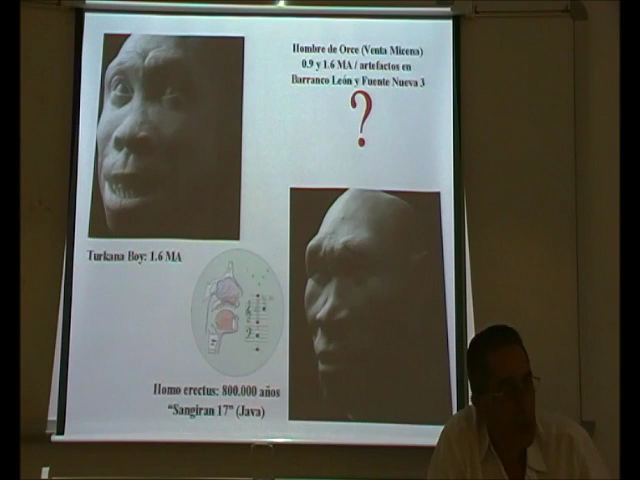 Hombre de Orce (Venta Micena)
0.9 y 1.6 MA / artefactos en
Barranco León y Fuente Nueva 3
?
Turkana Boy: 1.6 MA
Homo erectus: 800.000 años
“Sangiran 17” (Java)